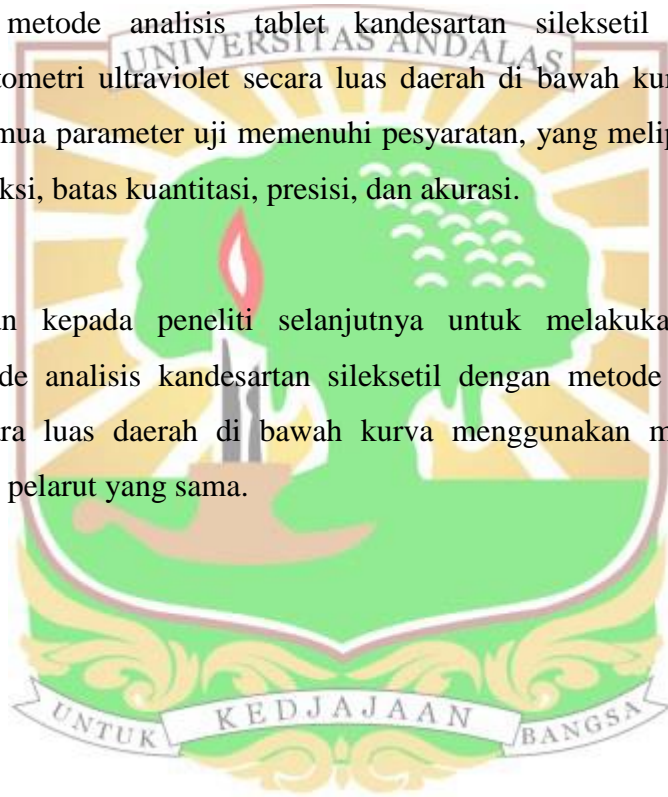 metode analisis tablet kandesartan sileksetil
UNIVERSITAS ANDALAS
tometri ultraviolet secara luas daerah di bawah kur
mua parameter uji memenuhi pesyaratan, yang melip
ksi, batas kuantitasi, presisi, dan akurasi.
n kepada peneliti selanjutnya untuk melakuka
de analisis kandesartan sileksetil dengan metode
ara luas daerah di bawah kurva menggunakan m
pelarut yang sama.
UNTUK KEDJAJAAN BANGSA